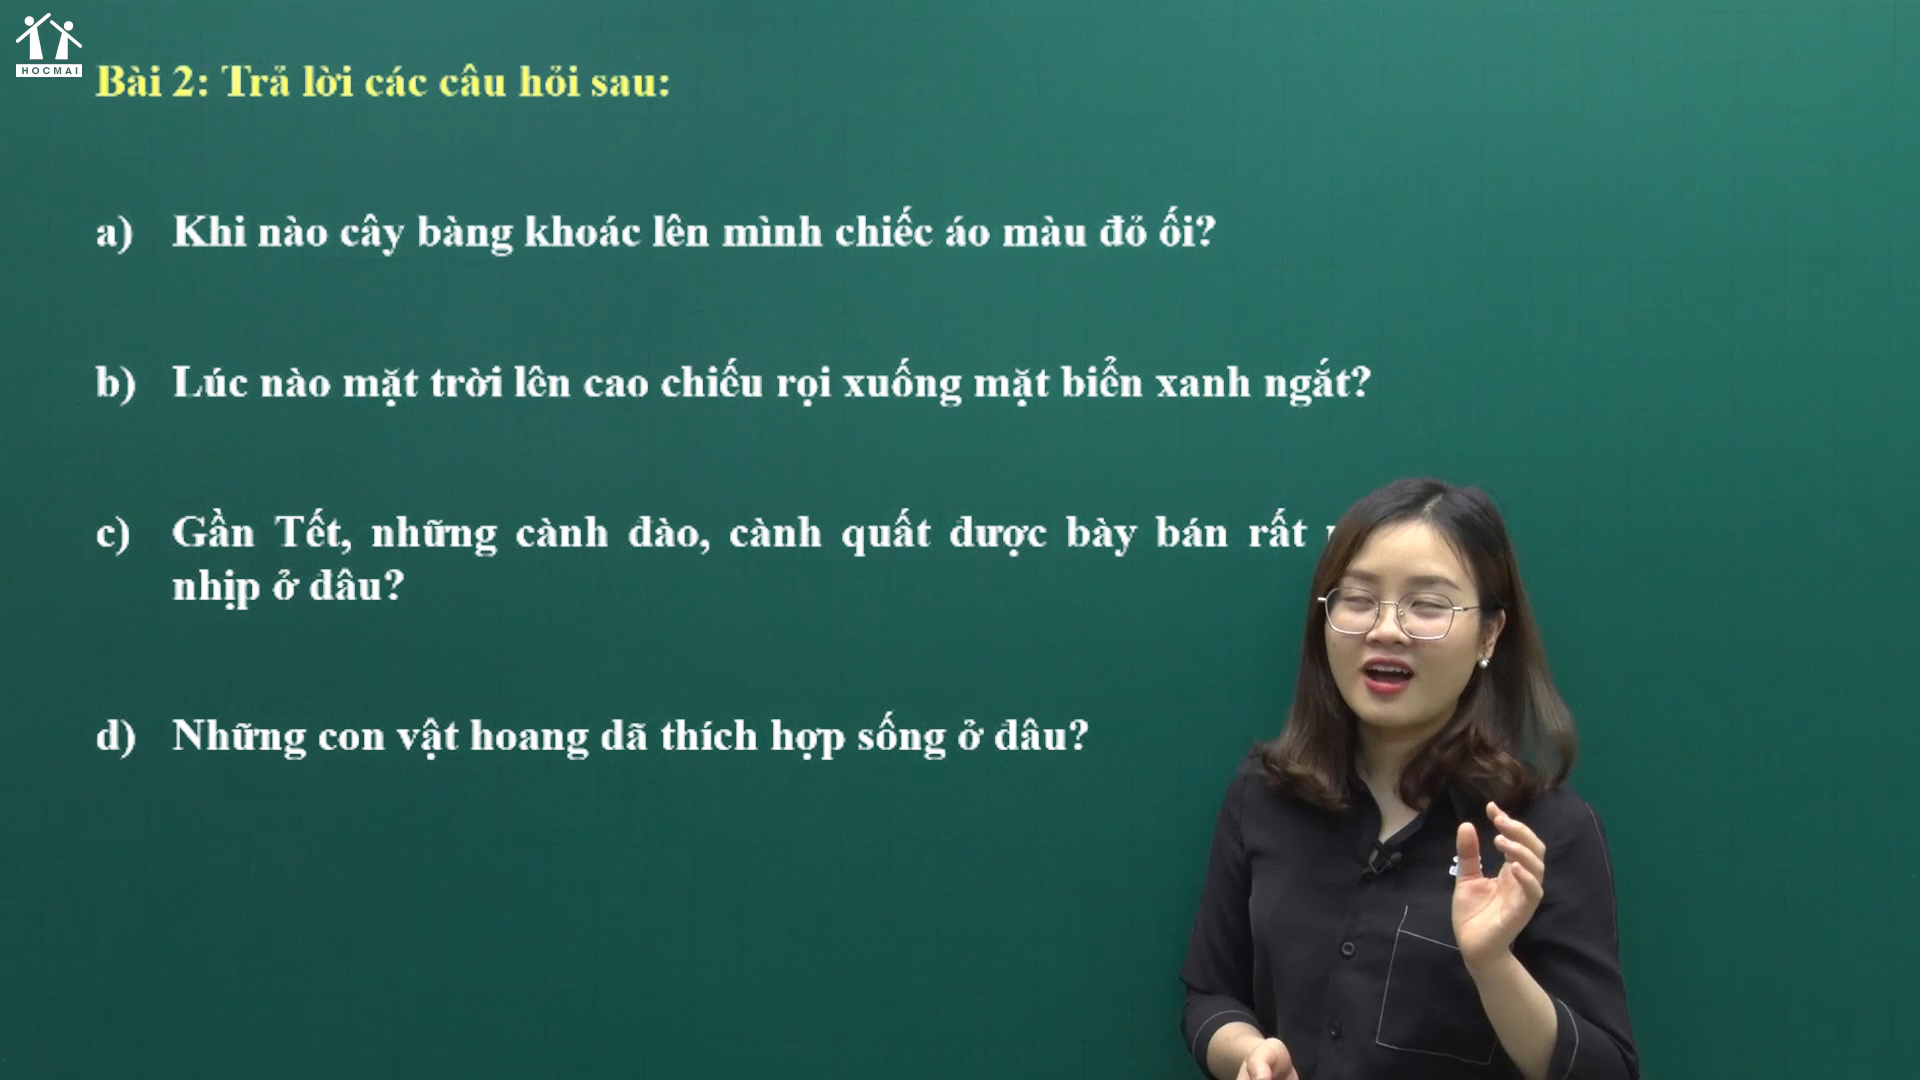 HOCMAI
Bài 2: Trả lời các câu hỏi sau:
a) Khi nào cây bàng khoác lên mình chiếc áo màu đỏ ối?
b) Lúc nào mặt trời lên cao chiếu rọi xuống mặt biển xanh ngắt?
c) Gần Tết, những cành đào, cành quất được bày bán rất
nhịp ở đâu?
d) Những con vật hoang dã thích hợp sống ở đâu?